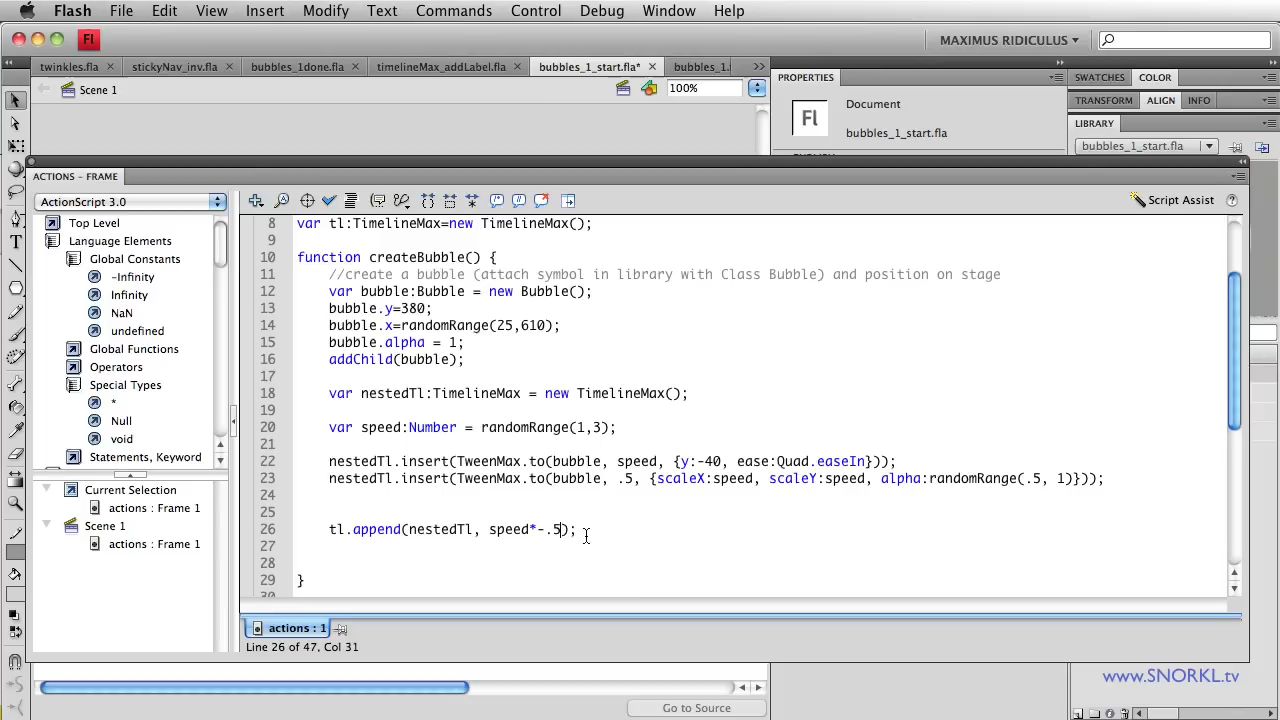 Flash File Edit View Insert Modify Text Commands Control Debug Window Help
Fl MAXIMUS RIDICULUS
twinkles.fla stickyNav_inv.fla bubbles_1done.fla timelineMax_addLabel.fla bubbles_1_start.fla* bubbles_1.
Scene 1 100%
PROPERTIES
Fl Document
bubbles_1_start.fla
SWATCHES COLOR
TRANSFORM ALIGN INFO
LIBRARY
bubbles_1_start.fla
ACTIONS – FRAME
ActionScript 3.0
Script Assist
Top Level
Language Elements
Global Constants
-Infinity
Infinity
NaN
undefined
Global Functions
Operators
Special Types
*
Null
void
Statements, Keyword
Current Selection
actions : Frame 1
Scene 1
actions : Frame 1
8 var tl:TimelineMax=new TimelineMax();
9
10 function createBubble() {
11 //create a bubble (attach symbol in library with Class Bubble) and position on stage
12 var bubble:Bubble = new Bubble();
13 bubble.y=380;
14 bubble.x=randomRange(25,610);
15 bubble.alpha = 1;
16 addChild(bubble);
17
18 var nestedTl:TimelineMax = new TimelineMax();
19
20 var speed:Number = randomRange(1,3);
21
22 nestedTl.insert(TweenMax.to(bubble, speed, {y:-40, ease:Quad.easeIn}));
23 nestedTl.insert(TweenMax.to(bubble, .5, {scaleX:speed, scaleY:speed, alpha:randomRange(.5, 1)}));
24
25
26 tl.append(nestedTl, speed*-.5);
27
28
29 }
30
actions : 1
Line 26 of 47, Col 31
Go to Source
www.SNORKL.tv